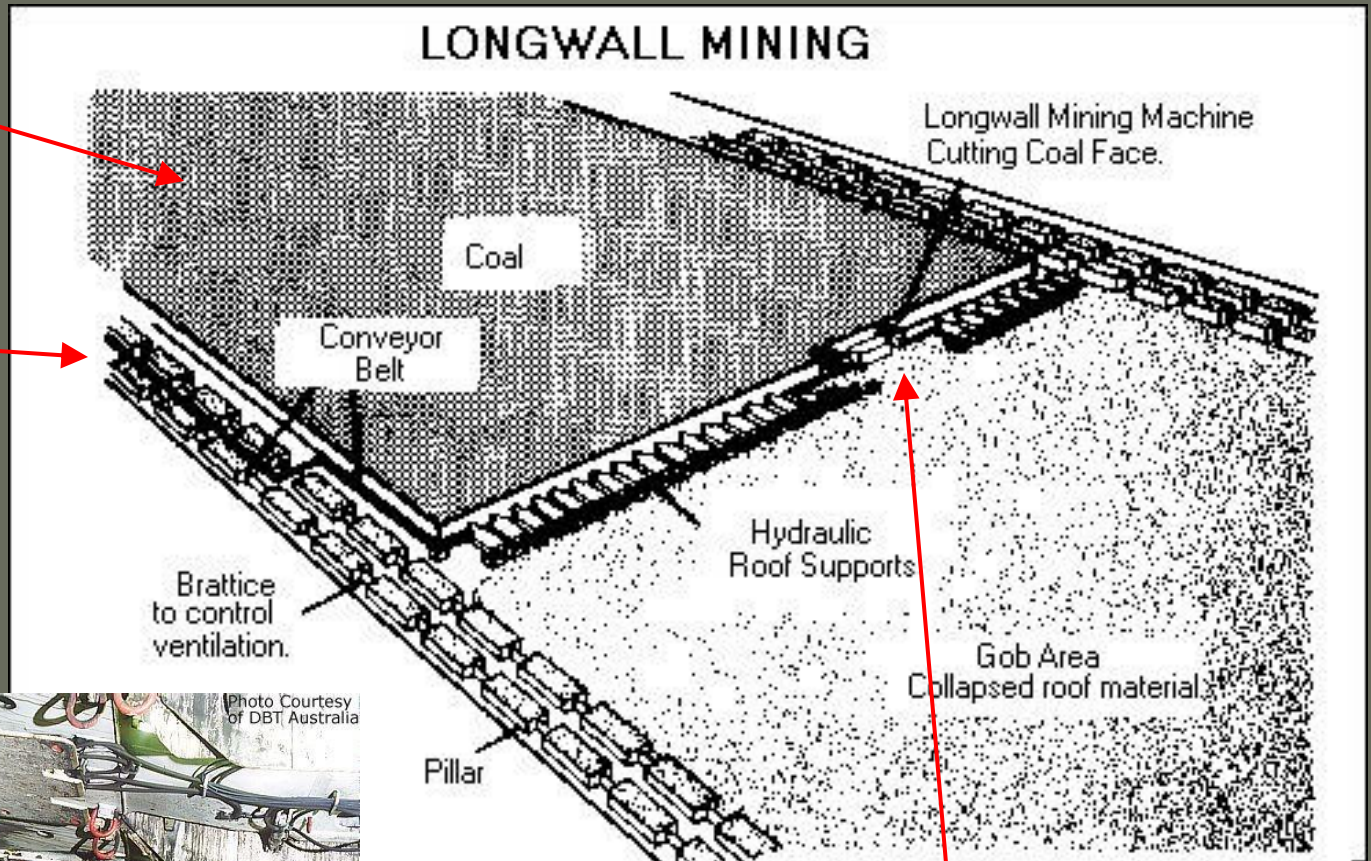 LONGWALL MINING
Longwall Mining Machine
Cutting Coal Face.
Coal
Conveyor
Belt
Hydraulic
Roof Supports
Brattice
to control
ventilation.
Gob Area
Collapsed roof material.
Pillar
Photo Courtesy
of DBT Australia